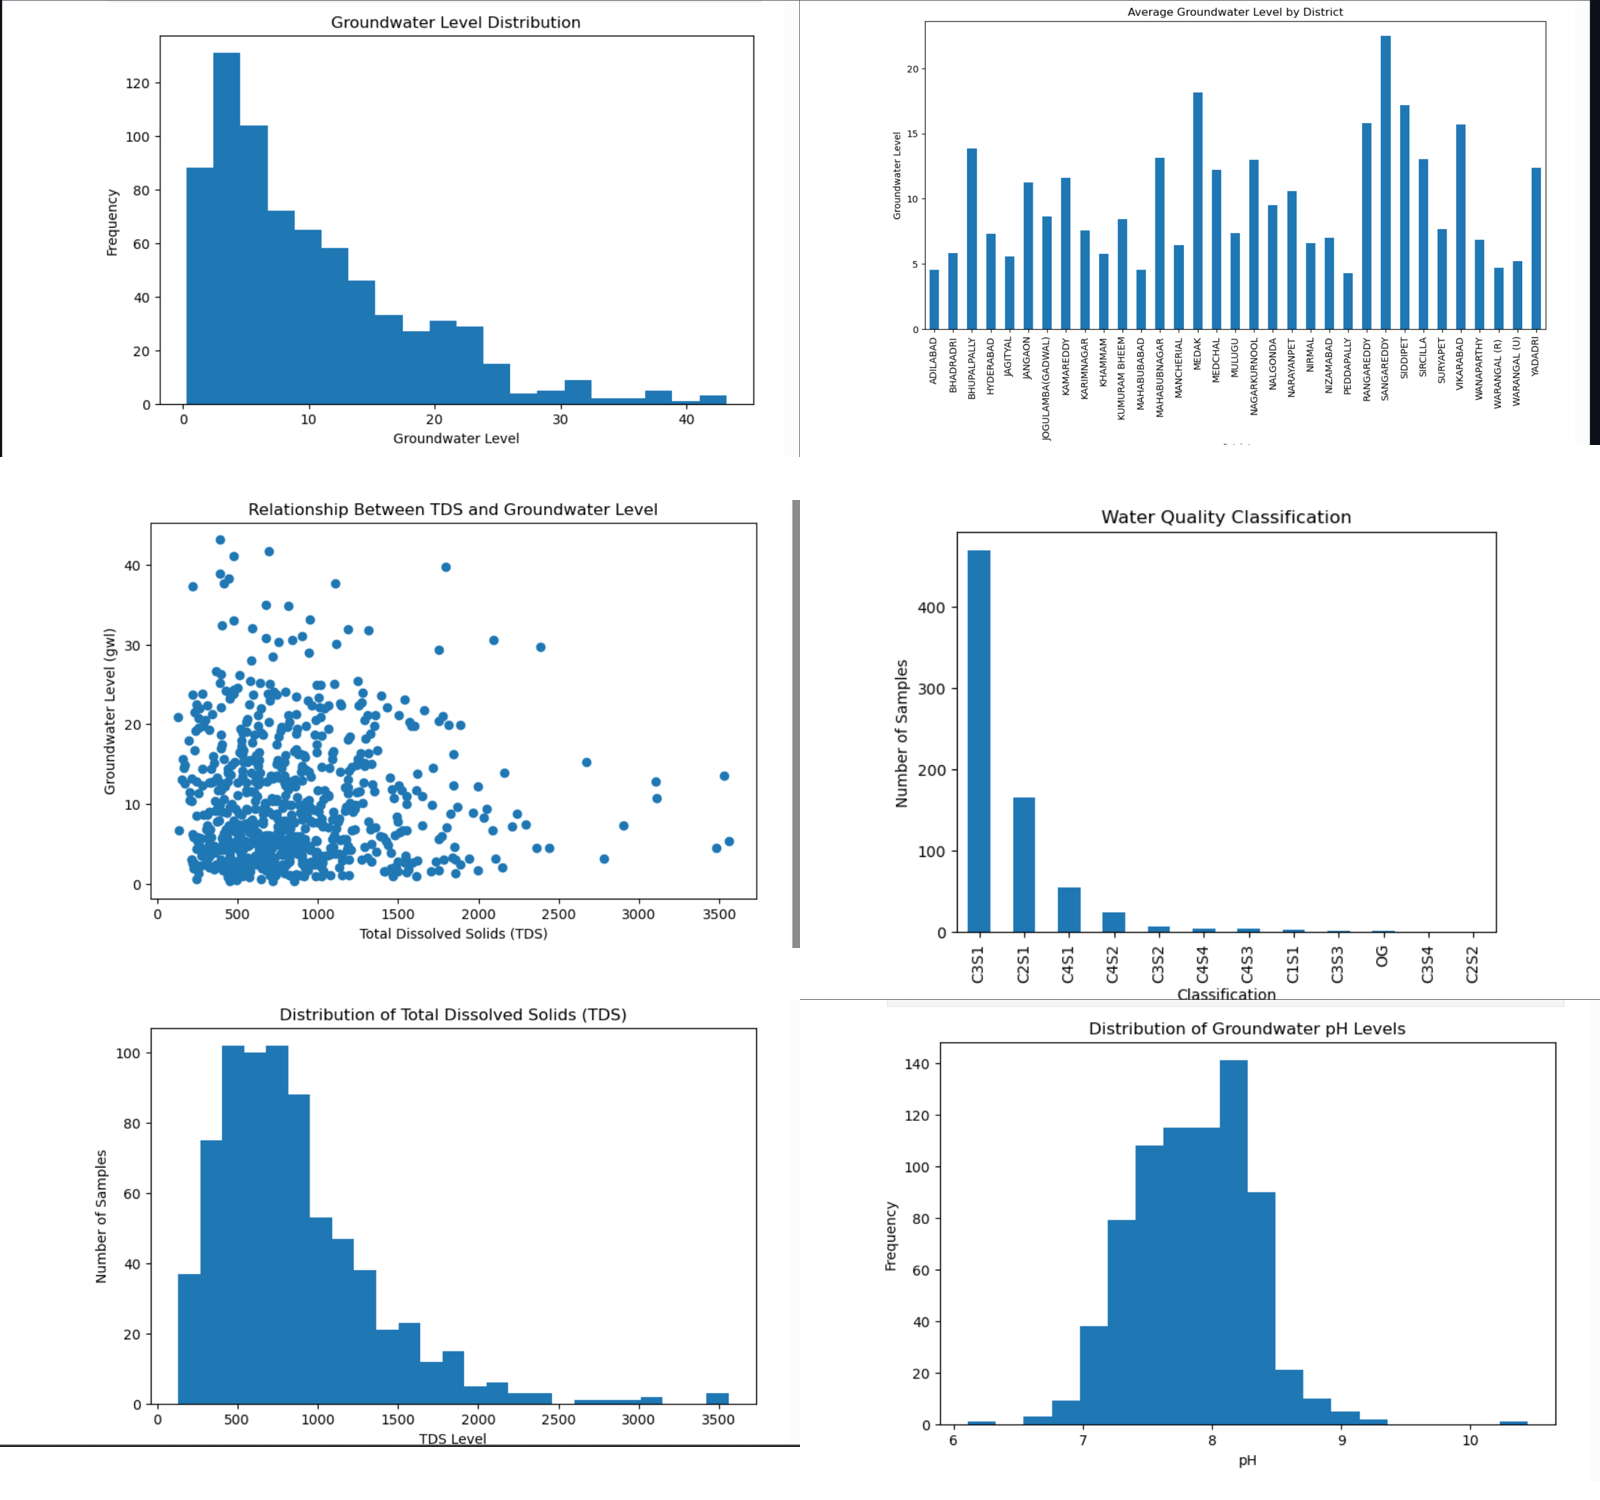 Groundwater Level Distribution
Frequency
120
100
80
60
40
20
0
0 10 20 30 40
Groundwater Level
Average Groundwater Level by District
Groundwater Level
20
15
10
5
0
ADILABAD
BHADRADRI
BHUPALPALLY
HYDERABAD
JAGITYAL
JANGAON
JOGULAMBA(GADWAL)
KAMAREDDY
KARIMNAGAR
KHAMMAM
KUMURAM BHEEM
MAHABUBABAD
MAHABUBNAGAR
MANCHERIAL
MEDAK
MEDCHAL
MULUGU
NAGARKURNOOL
NALGONDA
NARAYANPET
NIRMAL
NIZAMABAD
PEDDAPALLY
RANGAREDDY
SANGAREDDY
SIDDIPET
SIRCILLA
SURYAPET
VIKARABAD
WANAPARTHY
WARANGAL (R)
WARANGAL (U)
YADADRI
Relationship Between TDS and Groundwater Level
Groundwater Level (gwl)
40
30
20
10
0
0 500 1000 1500 2000 2500 3000 3500
Total Dissolved Solids (TDS)
Water Quality Classification
Number of Samples
400
300
200
100
0
C3S1
C2S1
C4S1
C4S2
C3S2
C4S4
C4S3
C1S1
C3S3
OG
C3S4
C2S2
Classification
Distribution of Total Dissolved Solids (TDS)
Number of Samples
100
80
60
40
20
0
0 500 1000 1500 2000 2500 3000 3500
TDS Level
Distribution of Groundwater pH Levels
Frequency
140
120
100
80
60
40
20
0
6 7 8 9 10
pH